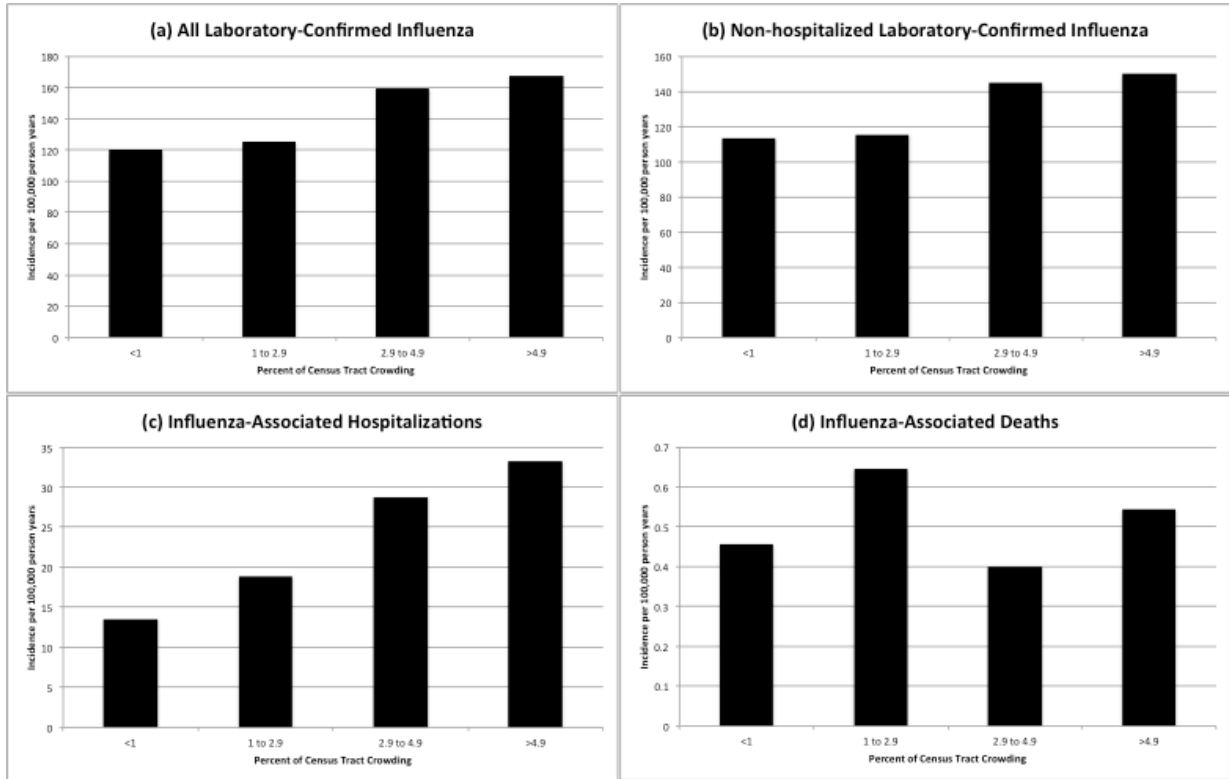 (a) All Laboratory-Confirmed Influenza
Incidence per 100,000 person years
180
160
140
120
100
80
60
40
20
0
<1
1 to 2.9
2.9 to 4.9
>4.9
Percent of Census Tract Crowding
(b) Non-hospitalized Laboratory-Confirmed Influenza
Incidence per 100,000 person years
160
140
120
100
80
60
40
20
0
<1
1 to 2.9
2.9 to 4.9
>4.9
Percent of Census Tract Crowding
(c) Influenza-Associated Hospitalizations
Incidence per 100,000 person years
35
30
25
20
15
10
5
0
<1
1 to 2.9
2.9 to 4.9
>4.9
Percent of Census Tract Crowding
(d) Influenza-Associated Deaths
Incidence per 100,000 person years
0.7
0.6
0.5
0.4
0.3
0.2
0.1
0
<1
1 to 2.9
2.9 to 4.9
>4.9
Percent of Census Tract Crowding